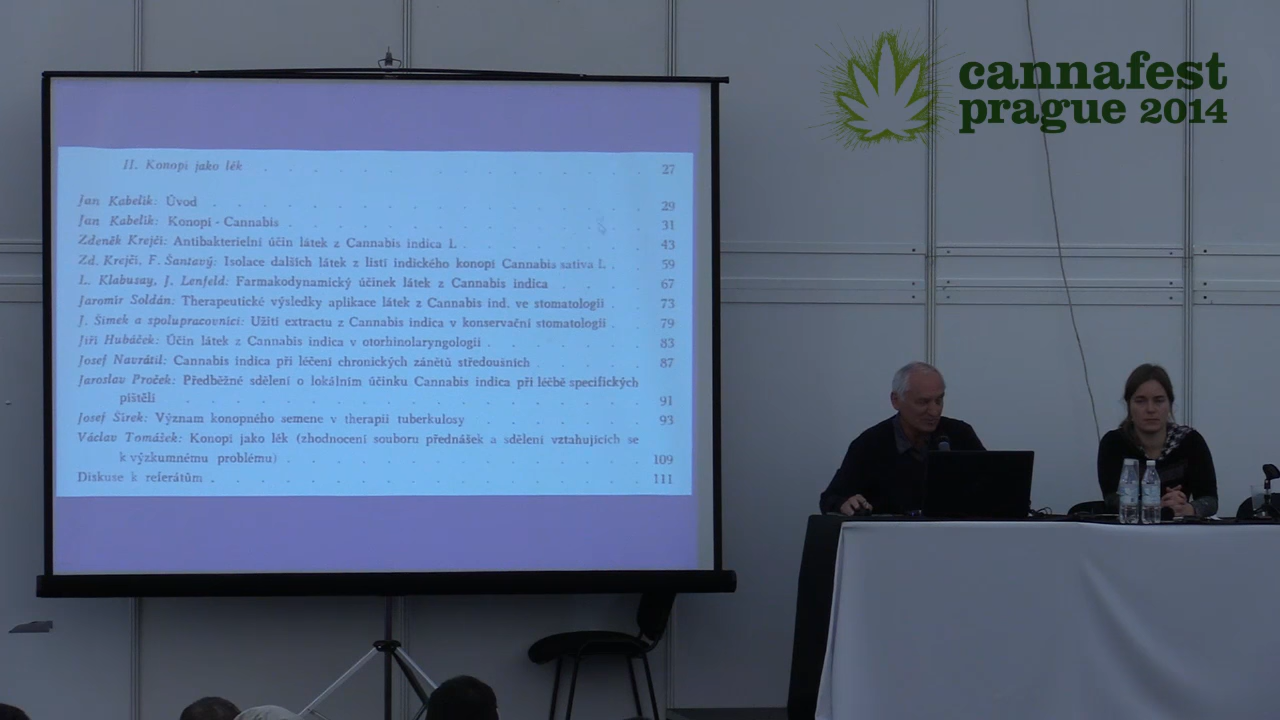 cannafest
prague 2014
II. Konopí jako lék . . . . . . . . . . 27
Jan Kabelík: Úvod . . . . . . . . . . . 29
Jan Kabelík: Konopí - Cannabis . . . . . . . . . 31
Zdeněk Krejčí: Antibakterielní účin látek z Cannabis indica L . . . . . 43
Zd. Krejčí, F. Šantavý: Isolace dalších látek z listí indického konopí Cannabis sativa L . 59
L. Klabusay, J. Lenfeld: Farmakodynamický účinek látek z Cannabis indica . . 67
Jaromír Soldán: Therapeutické výsledky aplikace látek z Cannabis ind. ve stomatologii . 73
J. Šimek a spolupracovníci: Užití extractu z Cannabis indica v konservační stomatologii . 79
Jiří Hubáček: Účin látek z Cannabis indica v otorhinolaryngologii . . . . 83
Josef Navrátil: Cannabis indica při léčení chronických zánětů středoušních . . . 87
Jaroslav Proček: Předběžné sdělení o lokálním účinku Cannabis indica při léčbě specifických
píštělí . . . . . . . . . . . . 91
Josef Šírek: Význam konopného semene v therapii tuberkulosy . . . . . 93
Václav Tomášek: Konopí jako lék (zhodnocení souboru přednášek a sdělení vztahujících se
k výzkumnému problému) . . . . . . . . . 109
Diskuse k referátům . . . . . . . . . . . 111